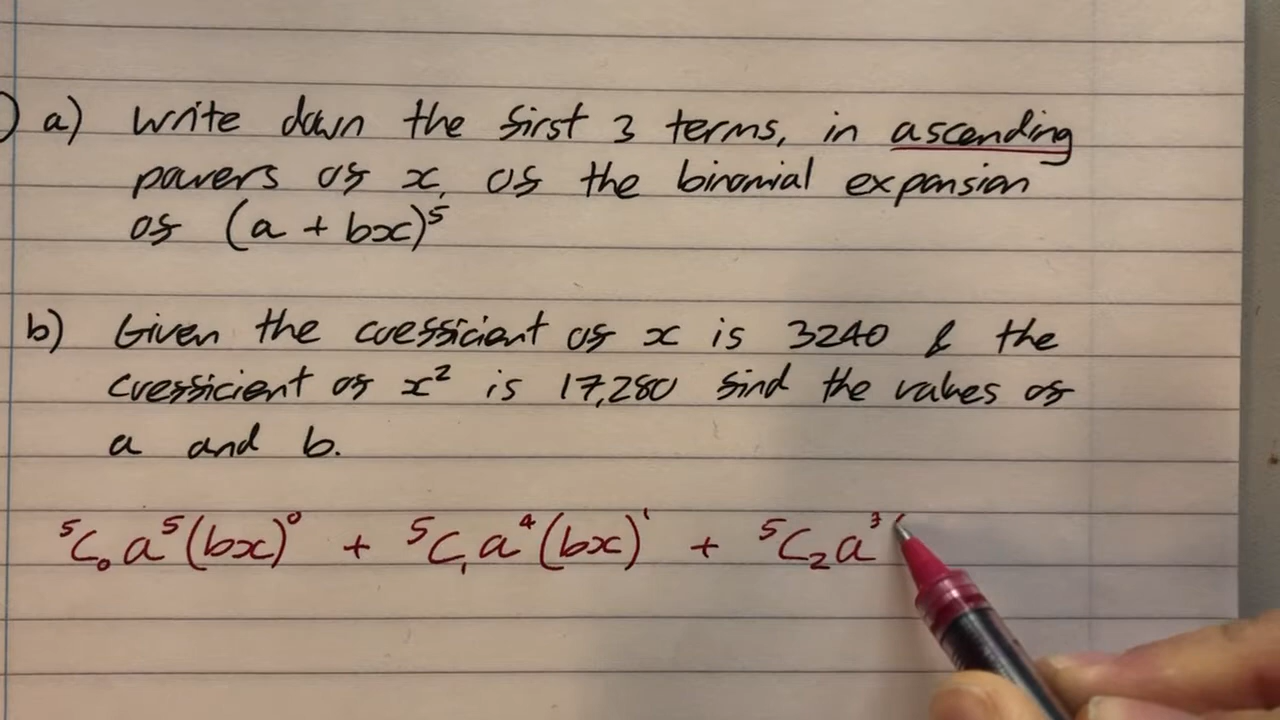 ) a) Write down the first 3 terms, in ascending
powers of x, of the binomial expansion
of (a + bx)⁵
b) Given the coefficient of x is 3240 & the
coefficient of x² is 17,280 find the values of
a and b.
⁵C₀a⁵(bx)⁰ + ⁵C₁a⁴(bx)¹ + ⁵C₂a³(